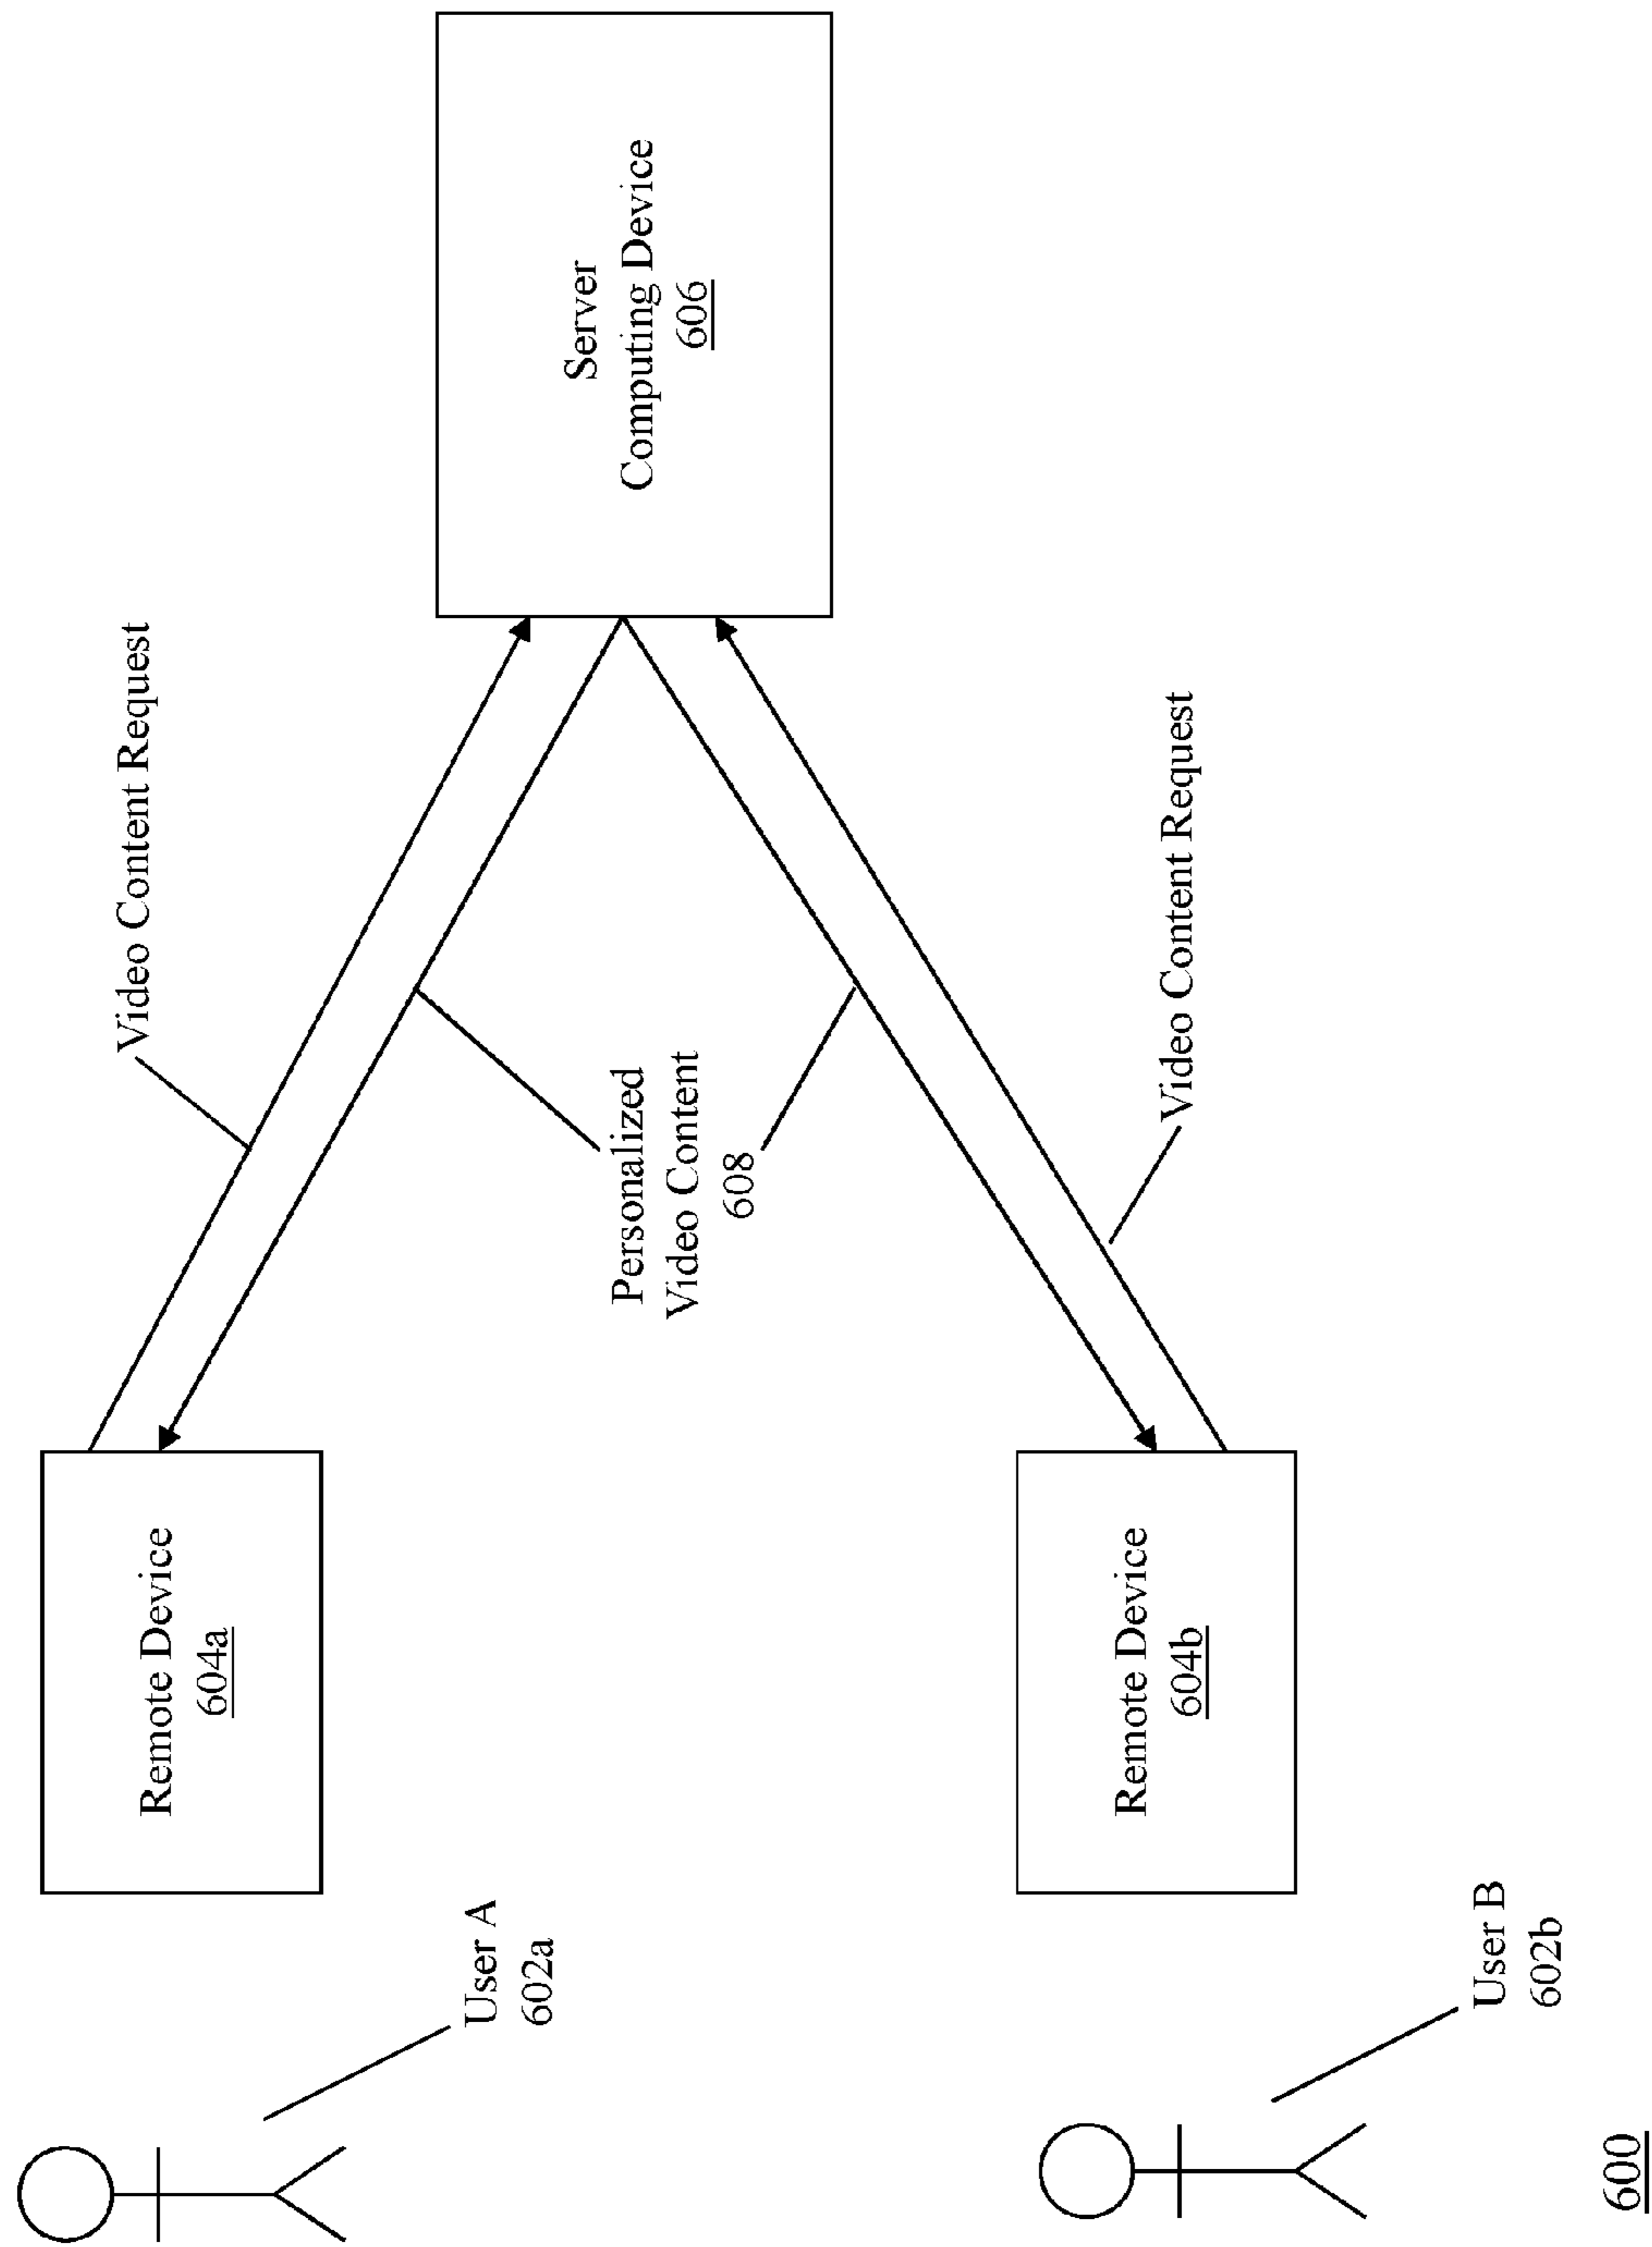 Video Content Request
Remote Device
604a
User A
602a
Server
Computing Device
606
Personalized
Video Content
608
Remote Device
604b
Video Content Request
User B
602b
600